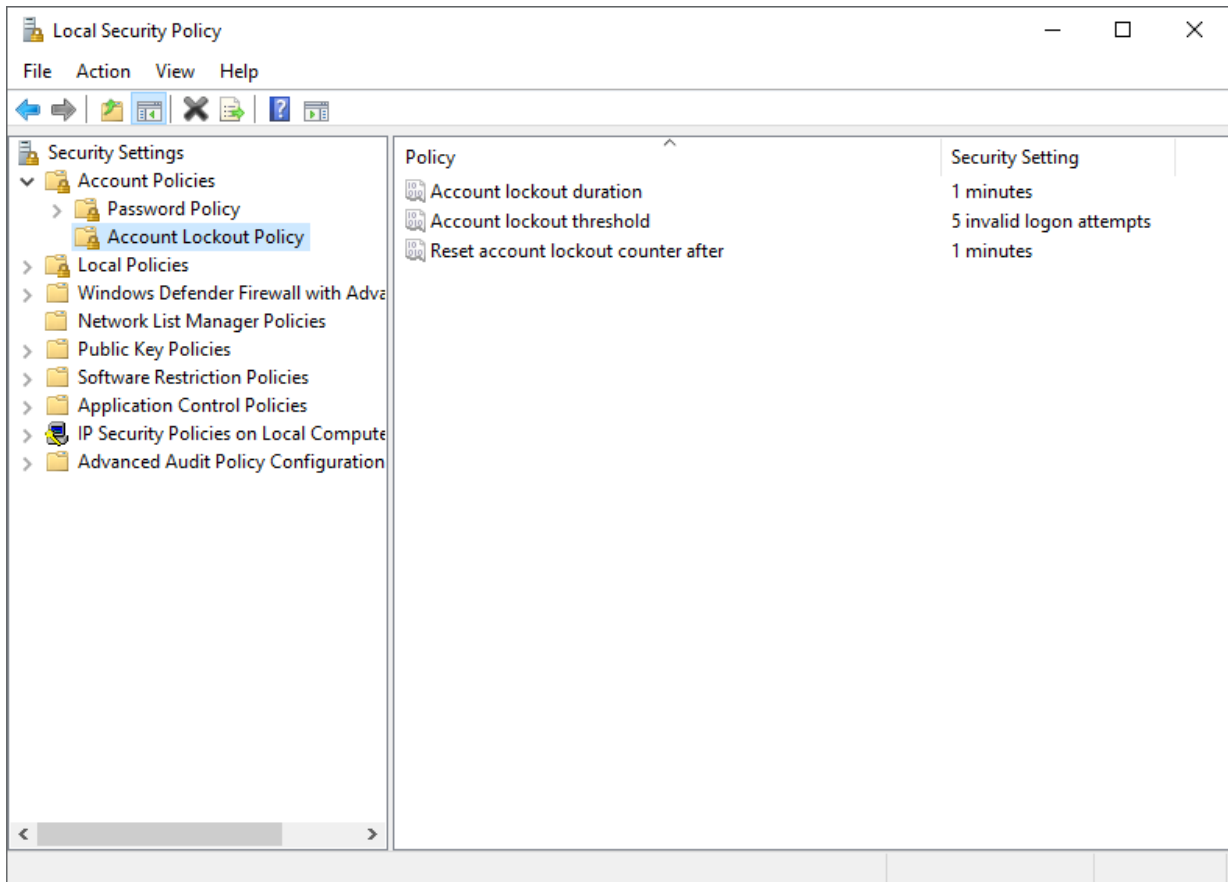 Local Security Policy
File Action View Help
Security Settings
Account Policies
Password Policy
Account Lockout Policy
Local Policies
Windows Defender Firewall with Adva
Network List Manager Policies
Public Key Policies
Software Restriction Policies
Application Control Policies
IP Security Policies on Local Compute
Advanced Audit Policy Configuration
Policy Security Setting
Account lockout duration 1 minutes
Account lockout threshold 5 invalid logon attempts
Reset account lockout counter after 1 minutes